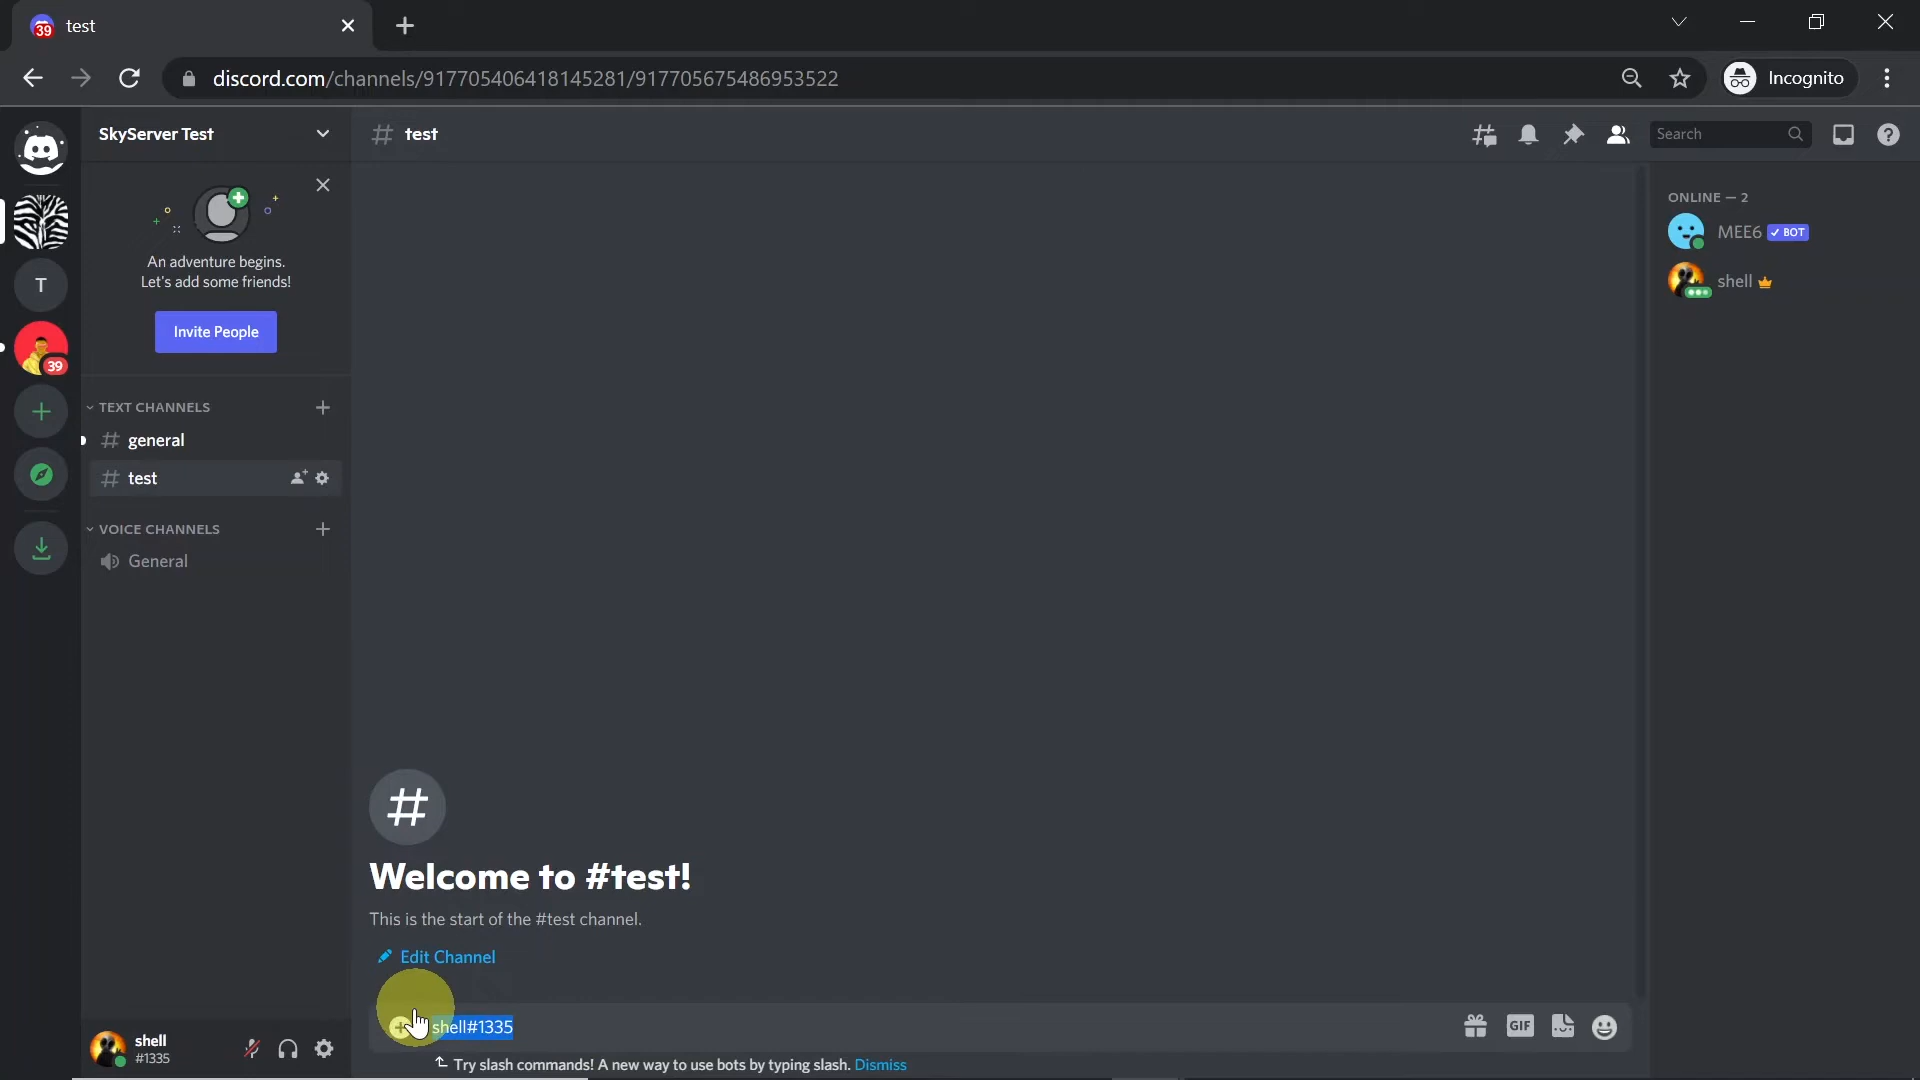 39 test
discord.com/channels/917705406418145281/917705675486953522
Incognito
SkyServer Test
# test
Search
An adventure begins.
Let's add some friends!
Invite People
ONLINE — 2
MEE6 ✓ BOT
shell
T
39
TEXT CHANNELS
# general
# test
VOICE CHANNELS
General
#
Welcome to #test!
This is the start of the #test channel.
Edit Channel
shell#1335
GIF
Try slash commands! A new way to use bots by typing slash. Dismiss
shell
#1335